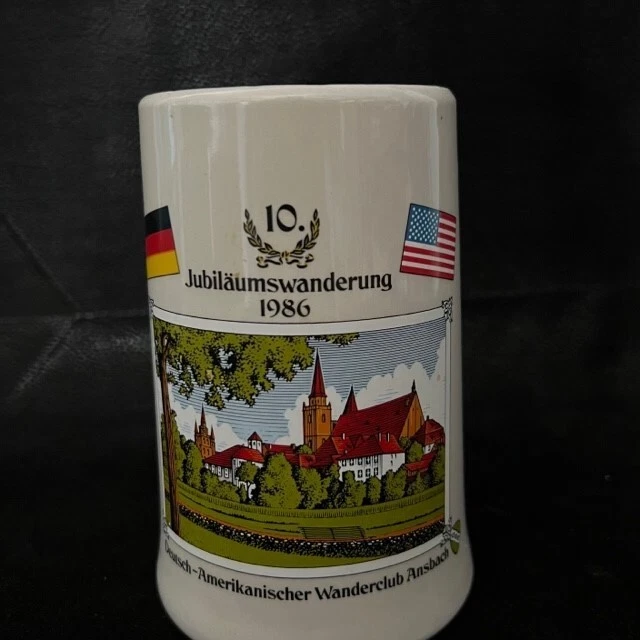 10.
Jubiläumswanderung
1986
Deutsch-Amerikanischer Wanderclub Ansbach